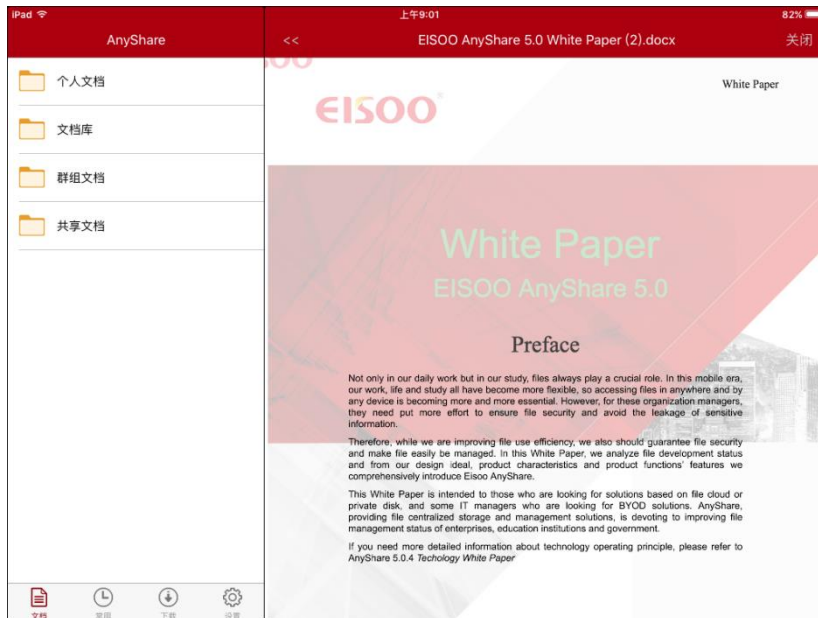 iPad 上午9:01 82%
AnyShare
<< EISOO AnyShare 5.0 White Paper (2).docx 关闭
个人文档
文档库
群组文档
共享文档
文档 常用 下载 设置
EISOO
White Paper
White Paper
EISOO AnyShare 5.0
Preface
Not only in our daily work but in our study, files always play a crucial role. In this mobile era,
our work, life and study all have become more flexible, so accessing files in anywhere and by
any device is becoming more and more essential. However, for these organization managers,
they need put more effort to ensure file security and avoid the leakage of sensitive
information.
Therefore, while we are improving file use efficiency, we also should guarantee file security
and make file easily be managed. In this White Paper, we analyze file development status
and from our design ideal, product characteristics and product functions' features we
comprehensively introduce Eisoo AnyShare.
This White Paper is intended to those who are looking for solutions based on file cloud or
private disk, and some IT managers who are looking for BYOD solutions. AnyShare,
providing file centralized storage and management solutions, is devoting to improving file
management status of enterprises, education institutions and government.
If you need more detailed information about technology operating principle, please refer to
AnyShare 5.0.4 Techology White Paper